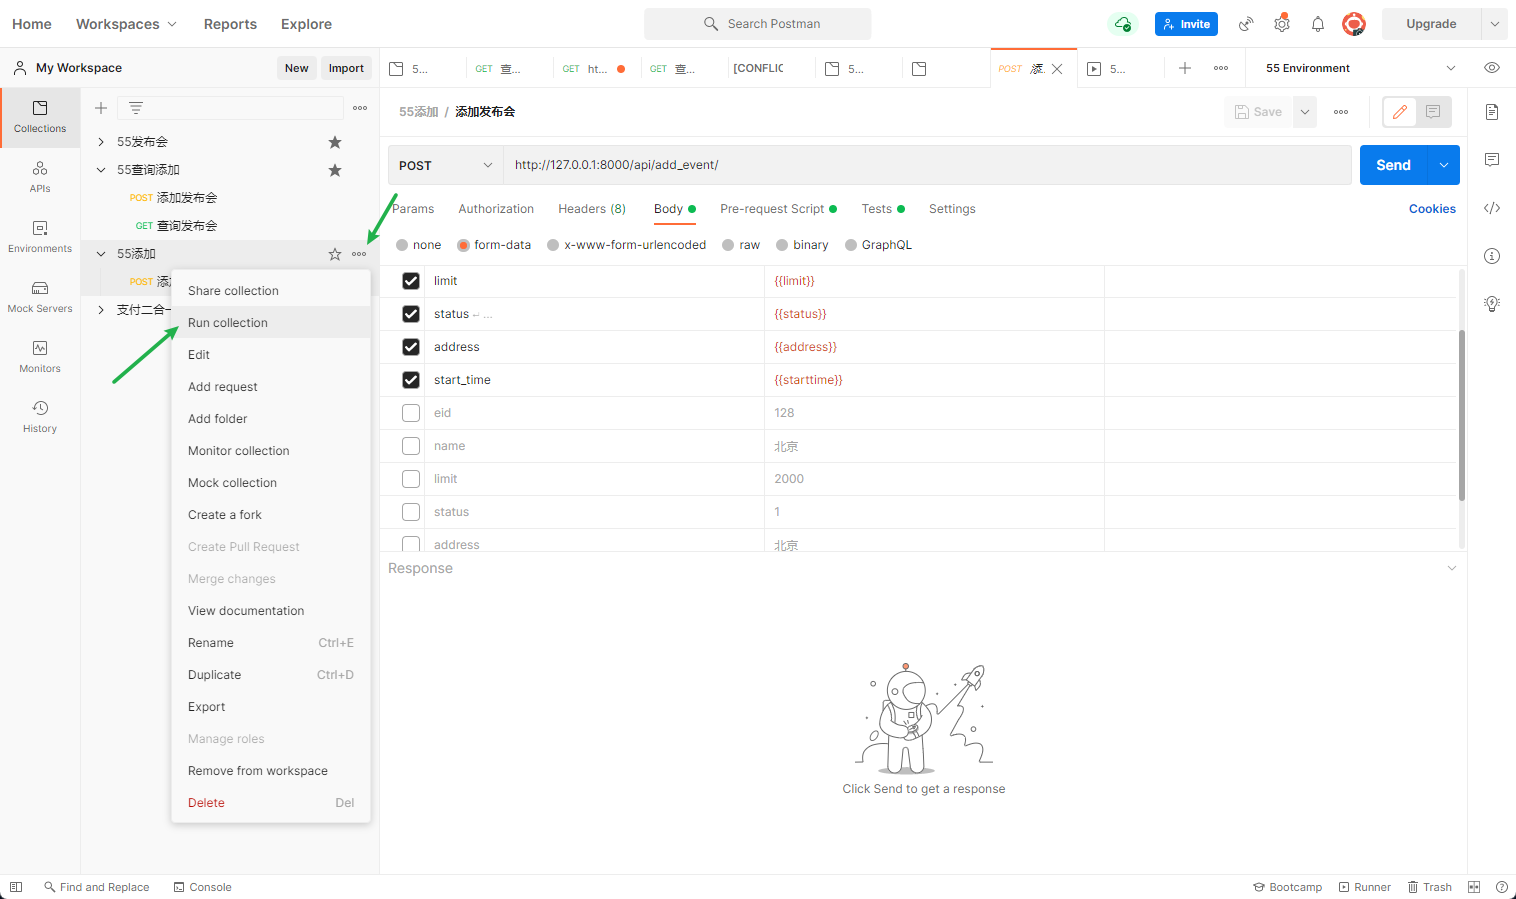 Home Workspaces Reports Explore Search Postman Invite Upgrade
My Workspace New Import 5... GET 查... GET ht... GET 查... [CONFLIC 5... POST 添. 5... 55 Environment
55添加 / 添加发布会 Save
Collections
APIs
Environments
Mock Servers
Monitors
History
55发布会
55查询添加
POST 添加发布会
GET 查询发布会
55添加
POST
支付二合一
Share collection
Run collection
Edit
Add request
Add folder
Monitor collection
Mock collection
Create a fork
Create Pull Request
Merge changes
View documentation
Rename Ctrl+E
Duplicate Ctrl+D
Export
Manage roles
Remove from workspace
Delete Del
POST http://127.0.0.1:8000/api/add_event/ Send
Params Authorization Headers (8) Body Pre-request Script Tests Settings Cookies
none form-data x-www-form-urlencoded raw binary GraphQL
limit {{limit}}
status ↵ ... {{status}}
address {{address}}
start_time {{starttime}}
eid 128
name 北京
limit 2000
status 1
address 北京
Response
Click Send to get a response
Find and Replace Console Bootcamp Runner Trash